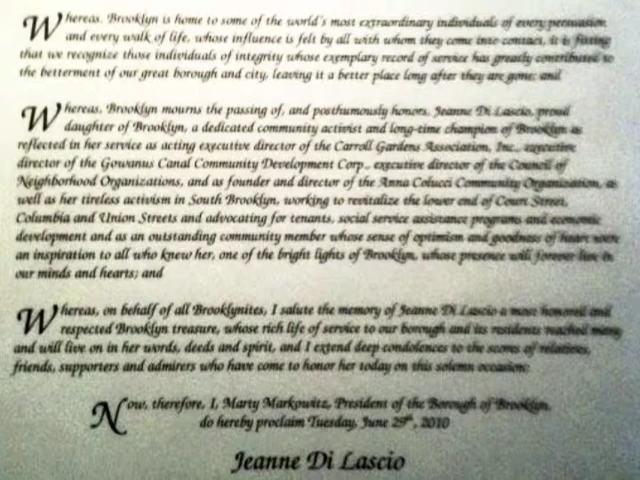 Whereas, Brooklyn is home to some of the world's most extraordinary individuals of every persuasion
and every walk of life, whose influence is felt by all with whom they come into contact, it is fitting
that we recognize those individuals of integrity whose exemplary record of service has greatly contributed to
the betterment of our great borough and city, leaving it a better place long after they are gone; and
Whereas, Brooklyn mourns the passing of, and posthumously honors, Jeanne Di Lascio, proud
daughter of Brooklyn, a dedicated community activist and long-time champion of Brooklyn as
reflected in her service as acting executive director of the Carroll Gardens Association, Inc., executive
director of the Gowanus Canal Community Development Corp., executive director of the Council of
Neighborhood Organizations, and as founder and director of the Anna Colucci Community Organization, as
well as her tireless activism in South Brooklyn, working to revitalize the lower end of Court Street,
Columbia and Union Streets and advocating for tenants, social service assistance programs and economic
development and as an outstanding community member whose sense of optimism and goodness of heart were
an inspiration to all who knew her, one of the bright lights of Brooklyn, whose presence will forever live in
our minds and hearts; and
Whereas, on behalf of all Brooklynites, I salute the memory of Jeanne Di Lascio a most honored and
respected Brooklyn treasure, whose rich life of service to our borough and its residents reached many
and will live on in her words, deeds and spirit, and I extend deep condolences to the scores of relatives,
friends, supporters and admirers who have come to honor her today on this solemn occasion;
Now, therefore, I, Marty Markowitz, President of the Borough of Brooklyn,
do hereby proclaim Tuesday, June 29th, 2010
Jeanne Di Lascio